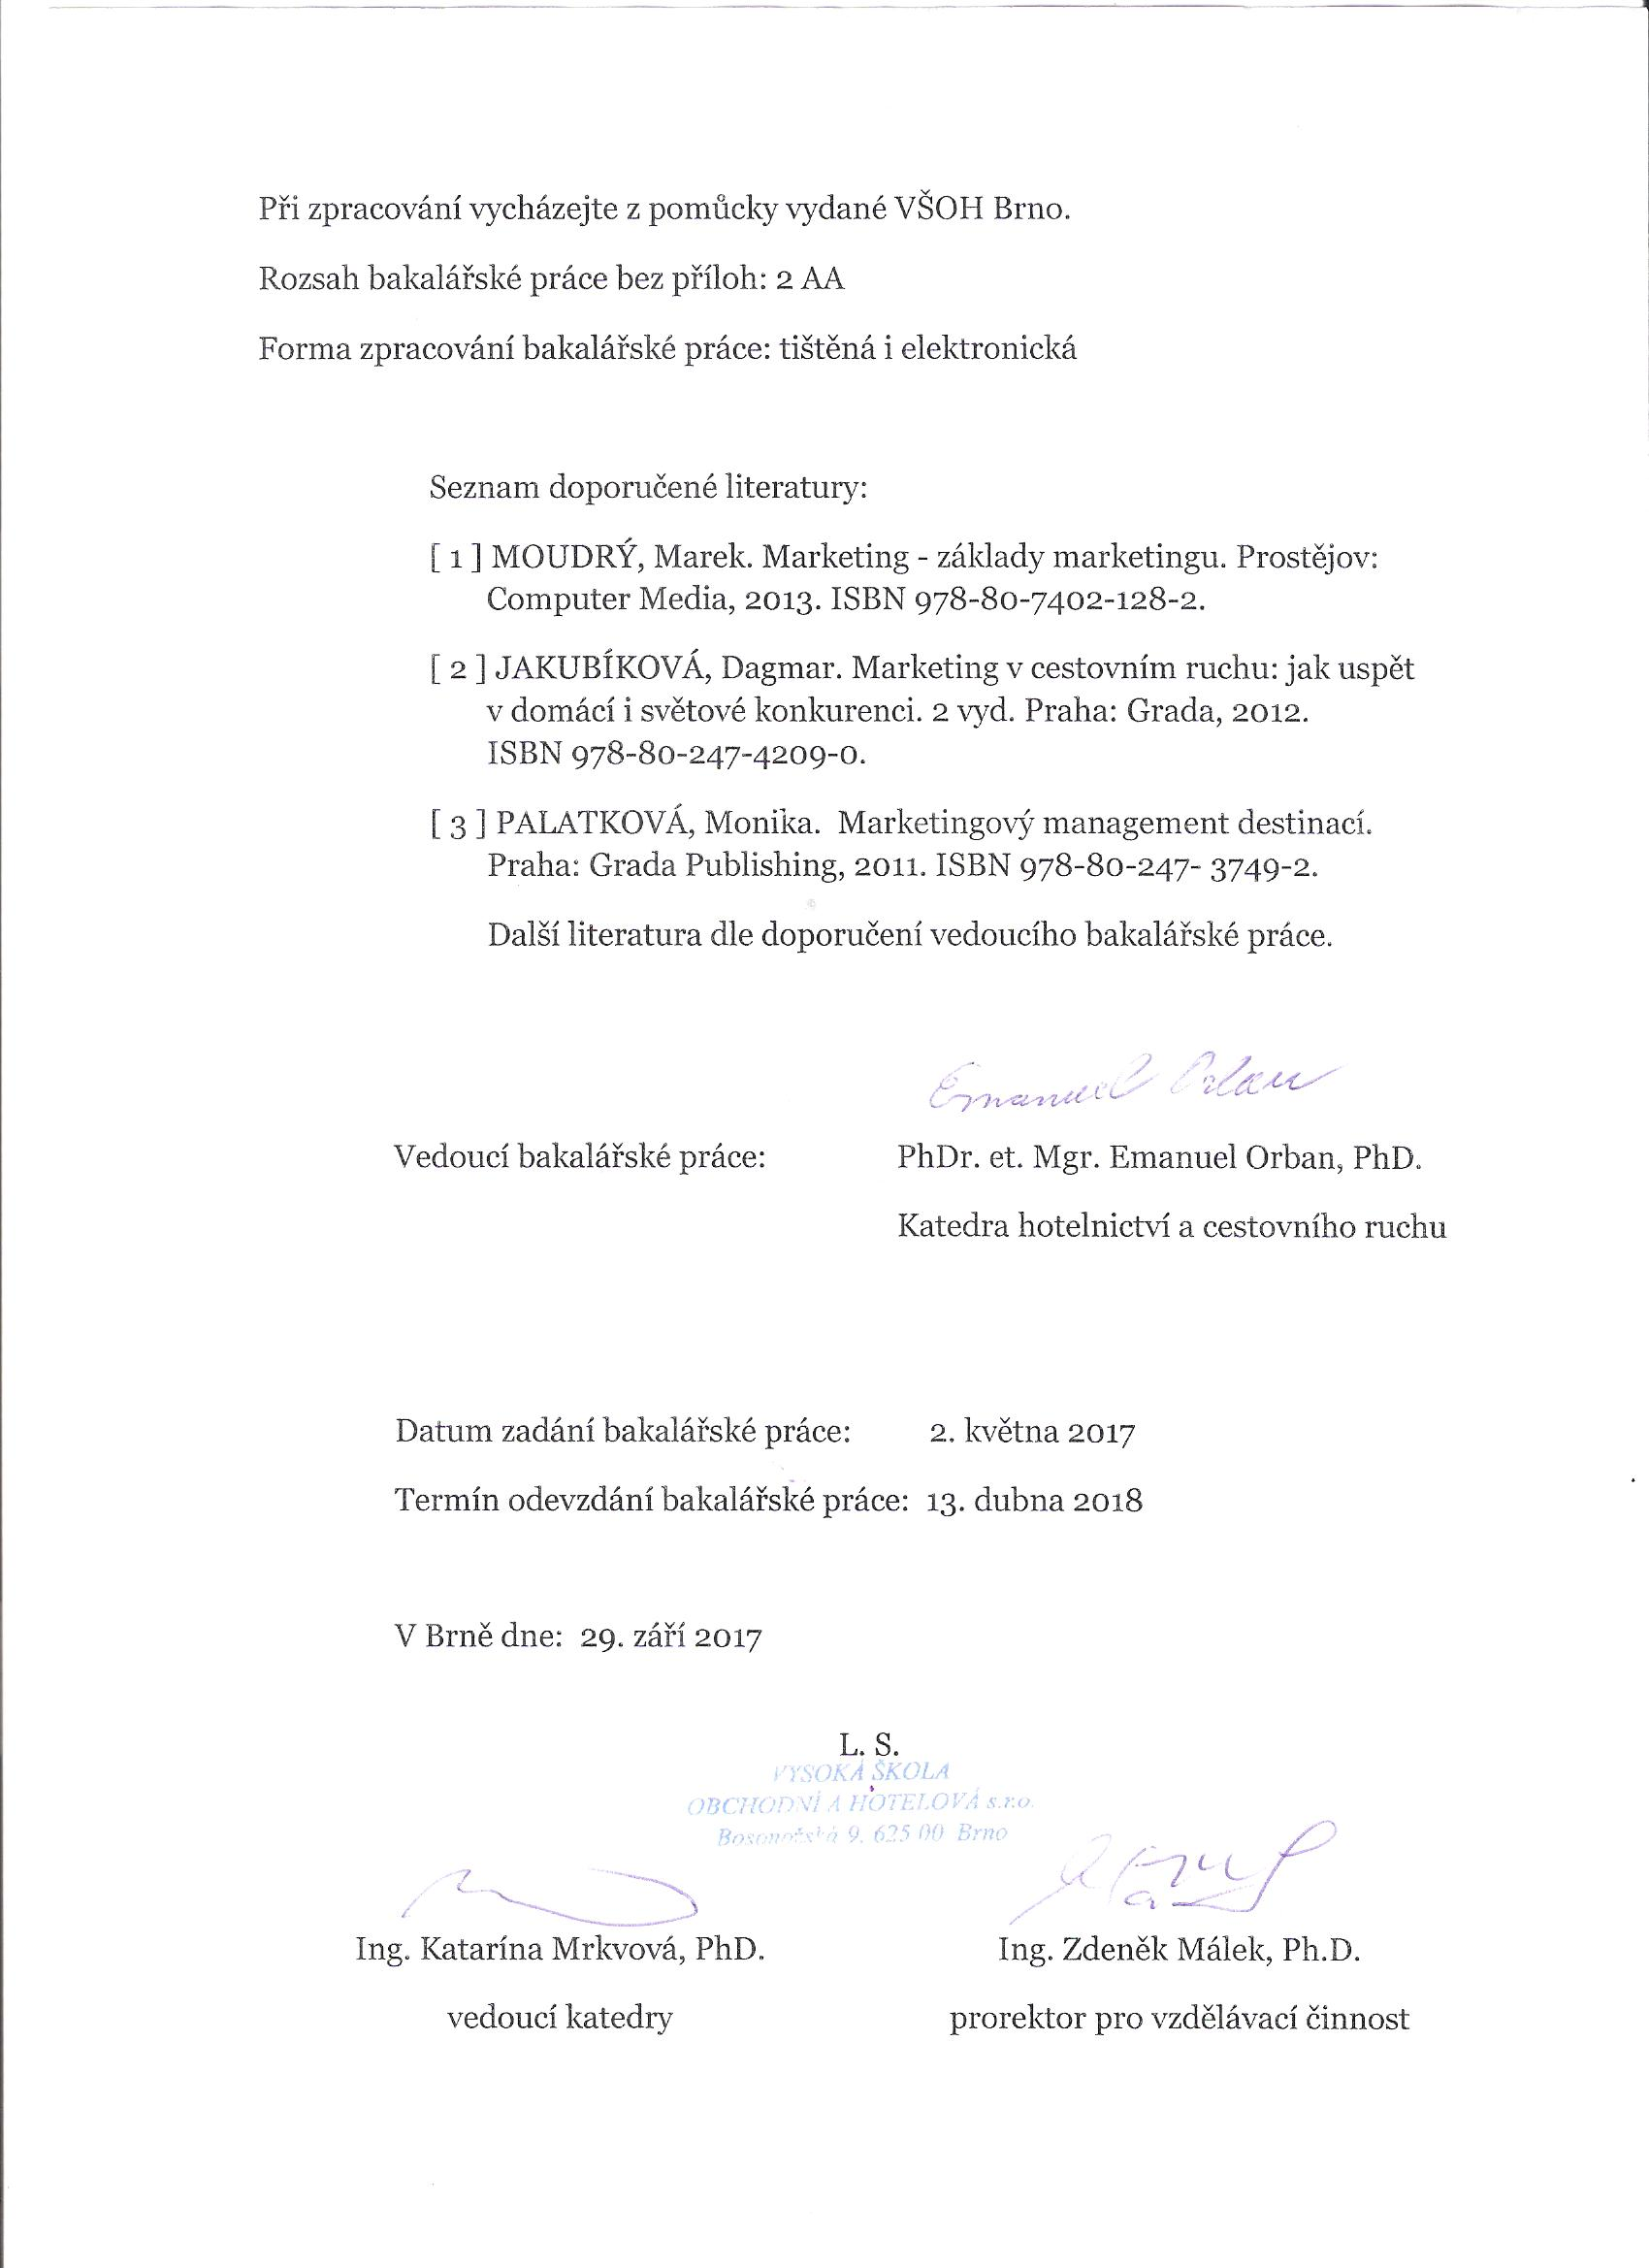 Při zpracování vycházejte z pomůcky vydané VŠOH Brno.
Rozsah bakalářské práce bez příloh: 2 AA
Forma zpracování bakalářské práce: tištěná i elektronická
Seznam doporučené literatury:
[ 1 ] MOUDRÝ, Marek. Marketing - základy marketingu. Prostějov:
Computer Media, 2013. ISBN 978-80-7402-128-2.
[ 2 ] JAKUBÍKOVÁ, Dagmar. Marketing v cestovním ruchu: jak uspět
v domácí i světové konkurenci. 2 vyd. Praha: Grada, 2012.
ISBN 978-80-247-4209-0.
[ 3 ] PALATKOVÁ, Monika.  Marketingový management destinací.
Praha: Grada Publishing, 2011. ISBN 978-80-247- 3749-2.
Další literatura dle doporučení vedoucího bakalářské práce.
Emanuel Orban
Vedoucí bakalářské práce: PhDr. et. Mgr. Emanuel Orban, PhD.
Katedra hotelnictví a cestovního ruchu
Datum zadání bakalářské práce: 2. května 2017
Termín odevzdání bakalářské práce: 13. dubna 2018
V Brně dne: 29. září 2017
L. S.
VYSOKÁ ŠKOLA
OBCHODNÍ A HOTELOVÁ s.r.o.
Bosonožská 9, 625 00 Brno
Ing. Katarína Mrkvová, PhD. Ing. Zdeněk Málek, Ph.D.
vedoucí katedry prorektor pro vzdělávací činnost